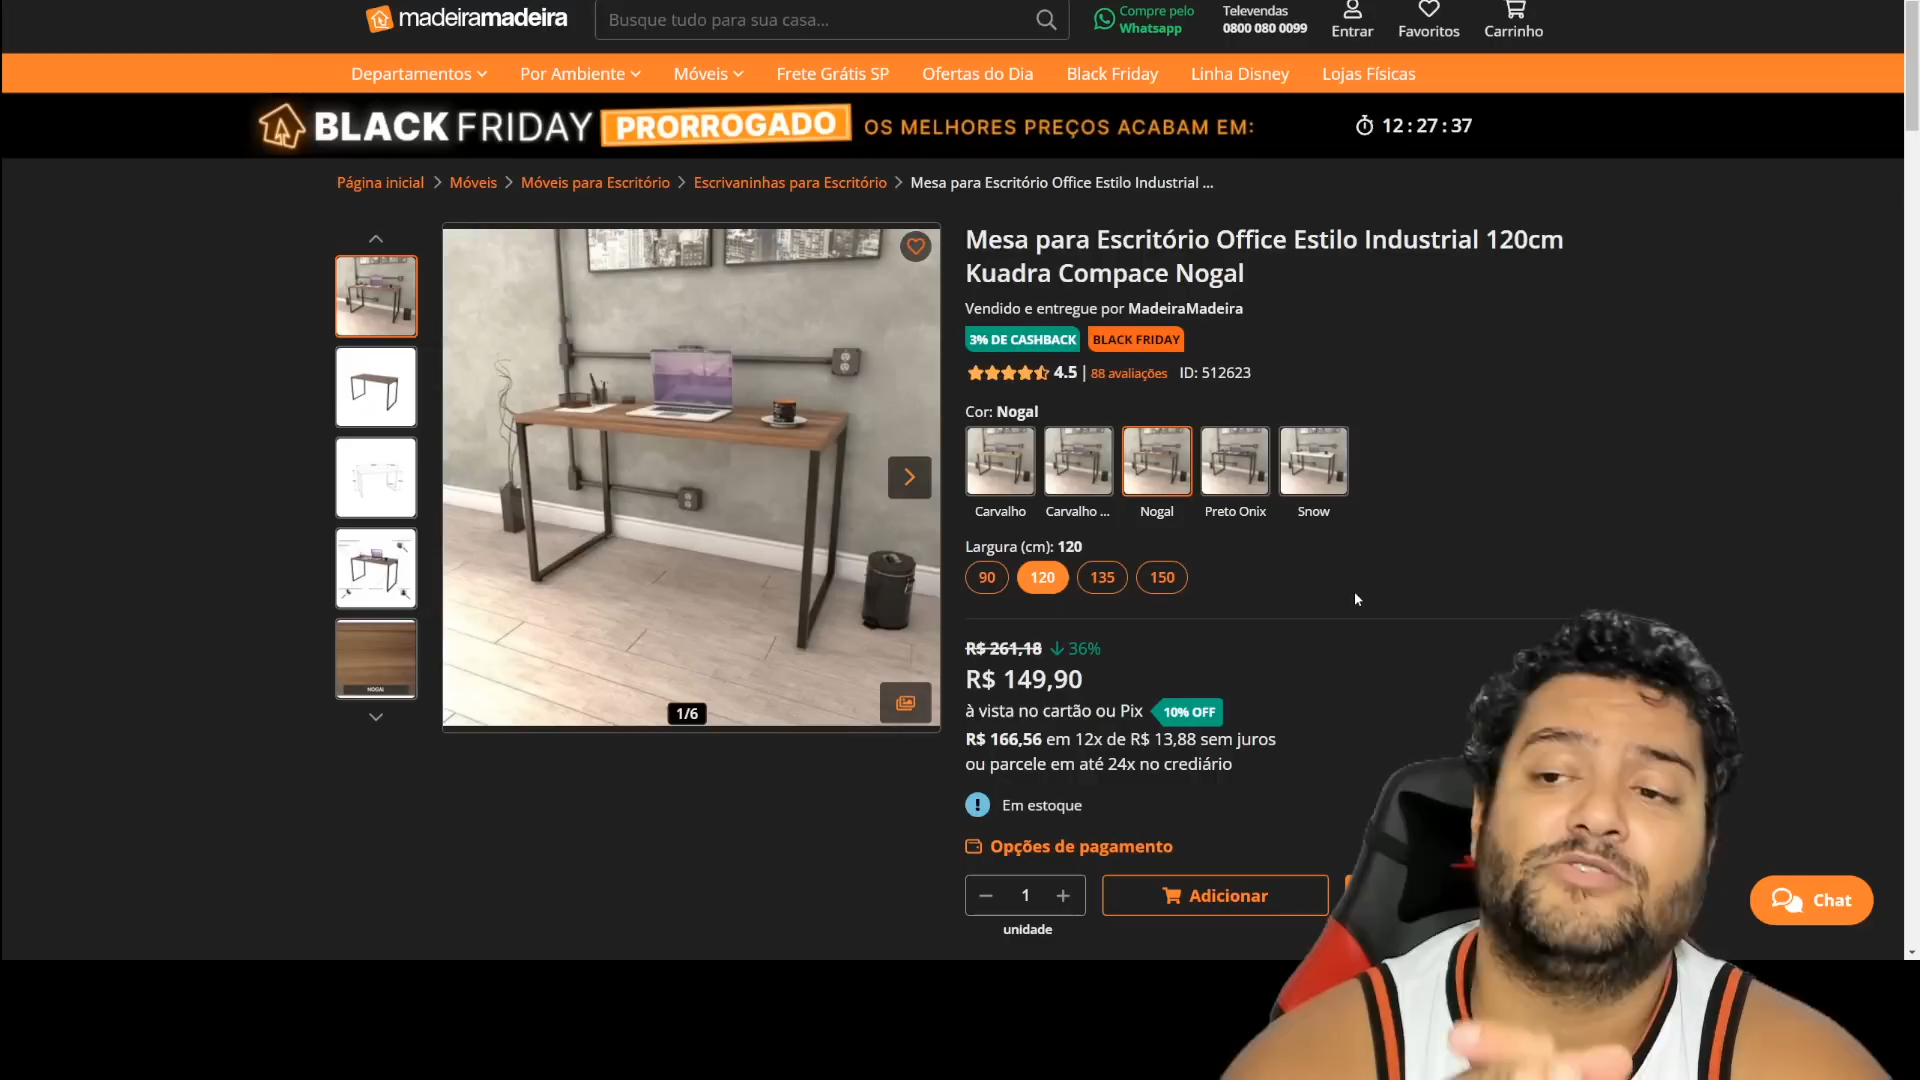 madeiramadeira
Busque tudo para sua casa...
Compre pelo
Whatsapp
Televendas
0800 080 0099
Entrar
Favoritos
Carrinho
Departamentos
Por Ambiente
Móveis
Frete Grátis SP
Ofertas do Dia
Black Friday
Linha Disney
Lojas Físicas
BLACK FRIDAY PRORROGADO OS MELHORES PREÇOS ACABAM EM: 12:27:37
Página inicial > Móveis > Móveis para Escritório > Escrivaninhas para Escritório > Mesa para Escritório Office Estilo Industrial ...
Mesa para Escritório Office Estilo Industrial 120cm
Kuadra Compace Nogal
Vendido e entregue por MadeiraMadeira
3% DE CASHBACK
BLACK FRIDAY
4.5 | 88 avaliações ID: 512623
Cor: Nogal
Carvalho
Carvalho ...
Nogal
Preto Onix
Snow
Largura (cm): 120
90
120
135
150
R$ 261,18 36%
R$ 149,90
à vista no cartão ou Pix 10% OFF
R$ 166,56 em 12x de R$ 13,88 sem juros
ou parcele em até 24x no crediário
Em estoque
Opções de pagamento
1
Adicionar
unidade
NOGAL
1/6
Chat